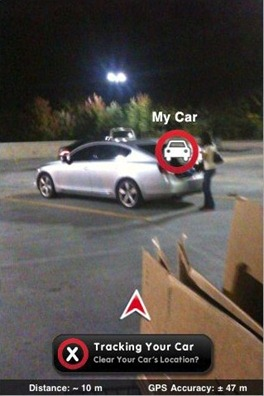 My Car
X
Tracking Your Car
Clear Your Car's Location?
Distance: ~ 10 m GPS Accuracy: ± 47 m